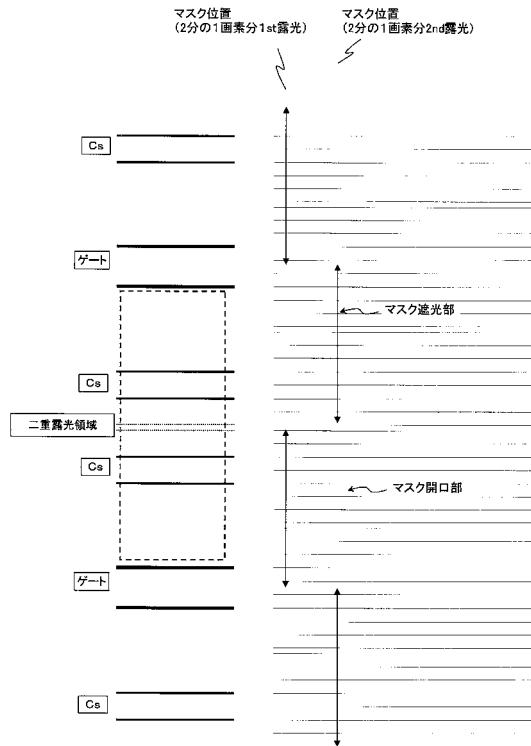 マスク位置
(2分の1画素分1st露光)
マスク位置
(2分の1画素分2nd露光)
Cs
ゲート
マスク遮光部
Cs
二重露光領域
Cs
マスク開口部
ゲート
Cs